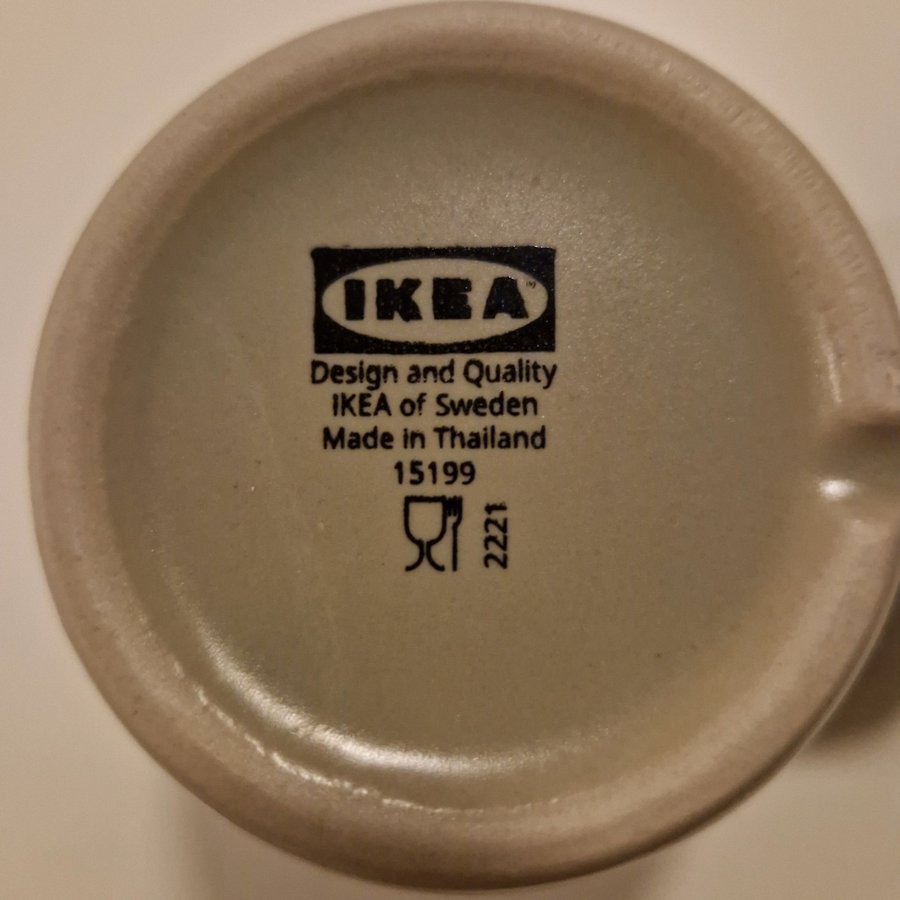 IKEA
Design and Quality
IKEA of Sweden
Made in Thailand
15199
2221